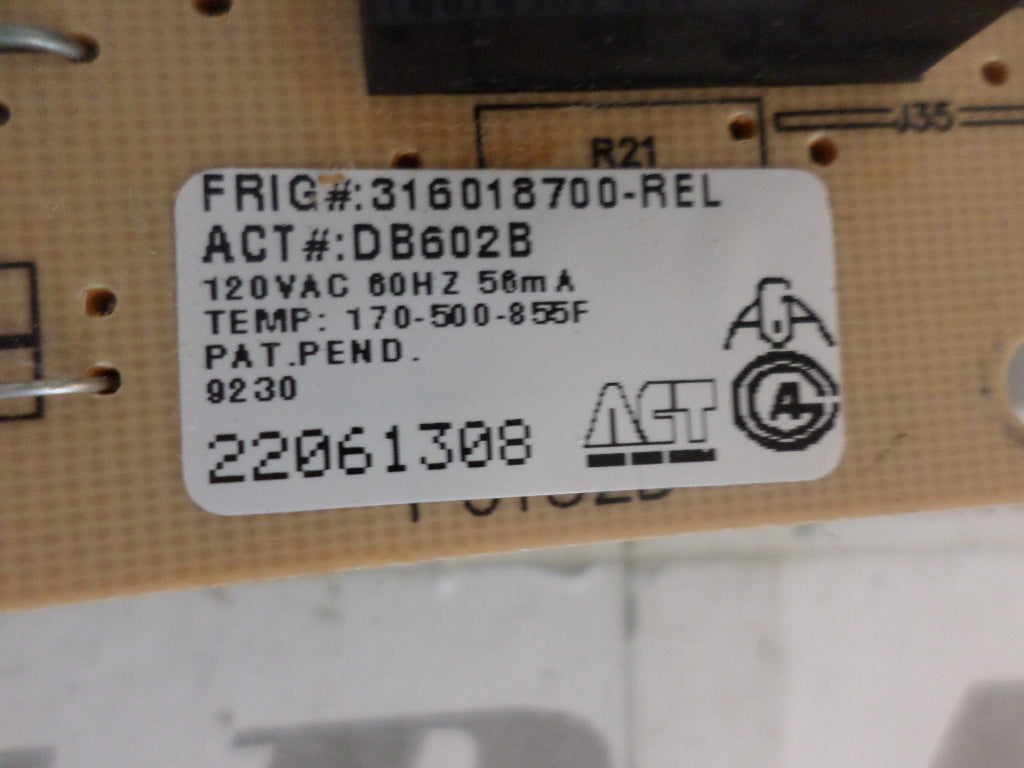 J35
R21
FRIG#:316018700-REL
ACT#:DB602B
120VAC 60HZ 56mA
TEMP: 170-500-855F
PAT.PEND.
9230
22061308
ACT